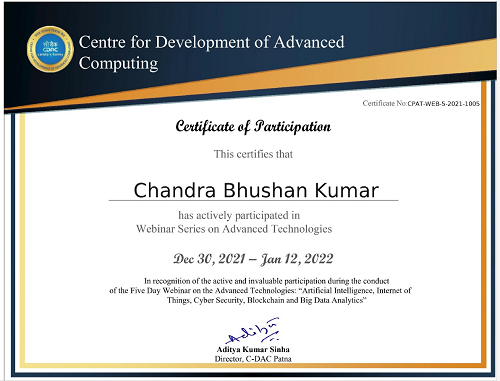 सी डैक
CDAC
Centre for Development of Advanced
Computing
Certificate No:CPAT-WEB-S-2021-1005
Certificate of Participation
This certifies that
Chandra Bhushan Kumar
has actively participated in
Webinar Series on Advanced Technologies
Dec 30, 2021 – Jan 12, 2022
In recognition of the active and invaluable participation during the conduct
of the Five Day Webinar on the Advanced Technologies: “Artificial Intelligence, Internet of
Things, Cyber Security, Blockchain and Big Data Analytics”
Aditya Kumar Sinha
Director, C-DAC Patna